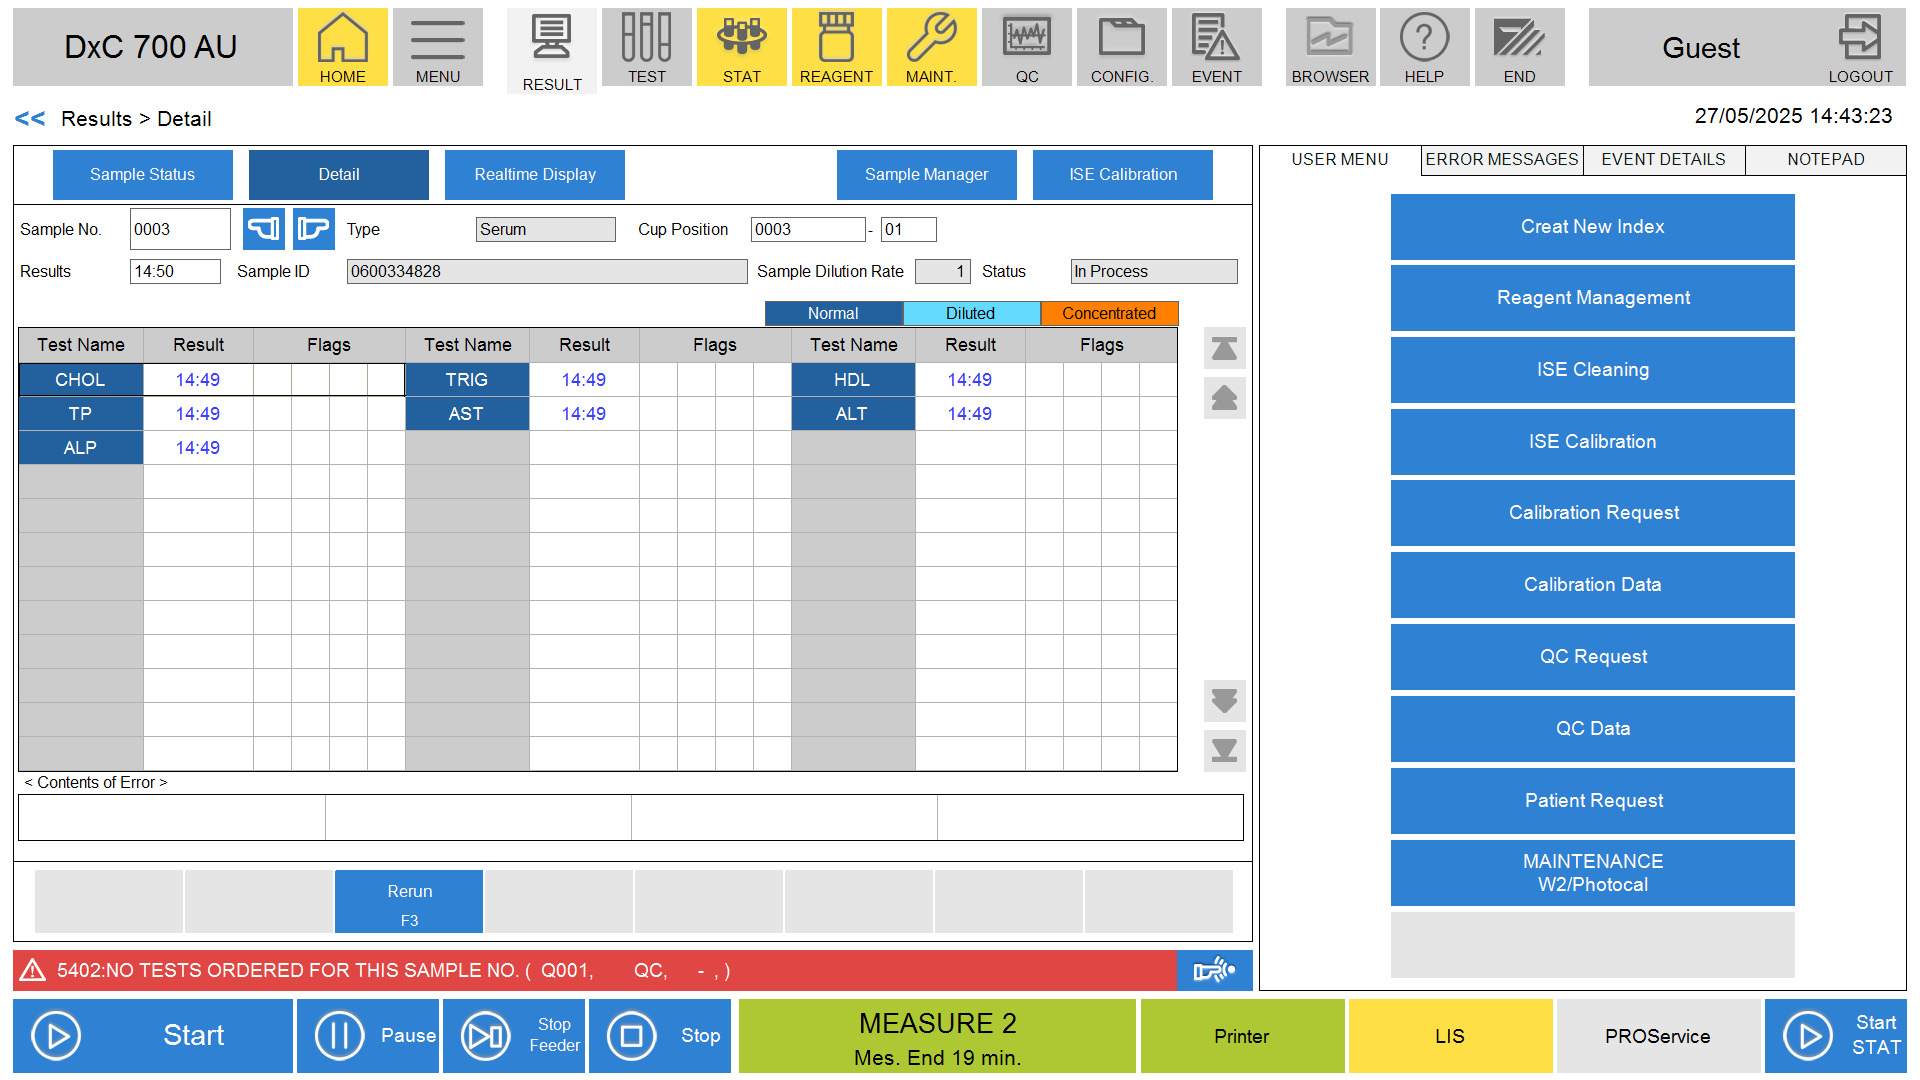 DxC 700 AU
HOME
MENU
RESULT
TEST
STAT
REAGENT
MAINT.
QC
CONFIG.
EVENT
BROWSER
HELP
END
Guest
LOGOUT
<< Results > Detail
27/05/2025 14:43:23
Sample Status
Detail
Realtime Display
Sample Manager
ISE Calibration
Sample No. 0003 Type Serum Cup Position 0003 - 01
Results 14:50 Sample ID 0600334828 Sample Dilution Rate 1 Status In Process
Normal Diluted Concentrated
Test Name Result Flags Test Name Result Flags Test Name Result Flags
CHOL 14:49 TRIG 14:49 HDL 14:49
TP 14:49 AST 14:49 ALT 14:49
ALP 14:49
< Contents of Error >
Rerun
F3
5402:NO TESTS ORDERED FOR THIS SAMPLE NO. ( Q001, QC, - , )
USER MENU
ERROR MESSAGES
EVENT DETAILS
NOTEPAD
Creat New Index
Reagent Management
ISE Cleaning
ISE Calibration
Calibration Request
Calibration Data
QC Request
QC Data
Patient Request
MAINTENANCE
W2/Photocal
Start
Pause
Stop
Feeder
Stop
MEASURE 2
Mes. End 19 min.
Printer
LIS
PROService
Start
STAT